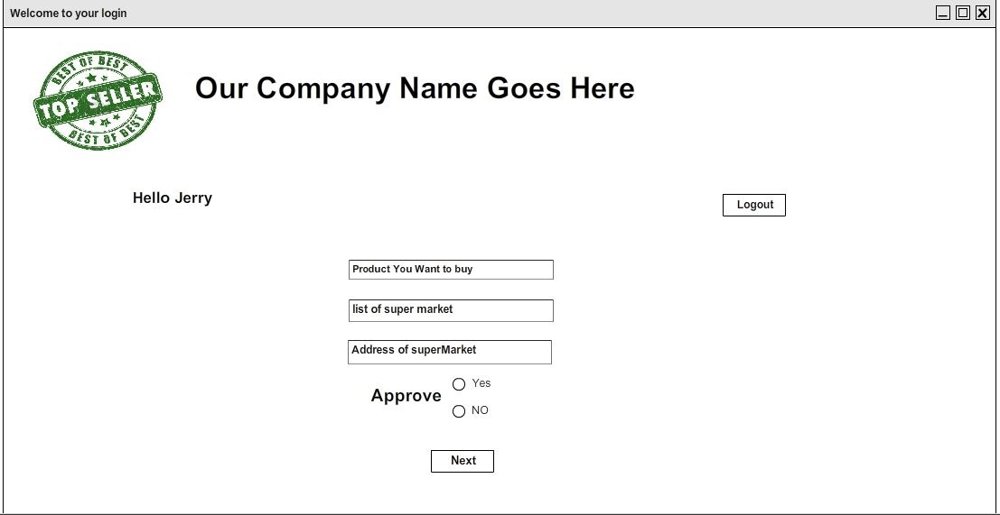 Welcome to your login
BEST OF BEST
TOP SELLER
BEST OF BEST
Our Company Name Goes Here
Hello Jerry
Logout
Product You Want to buy
list of super market
Address of superMarket
Approve
Yes
NO
Next